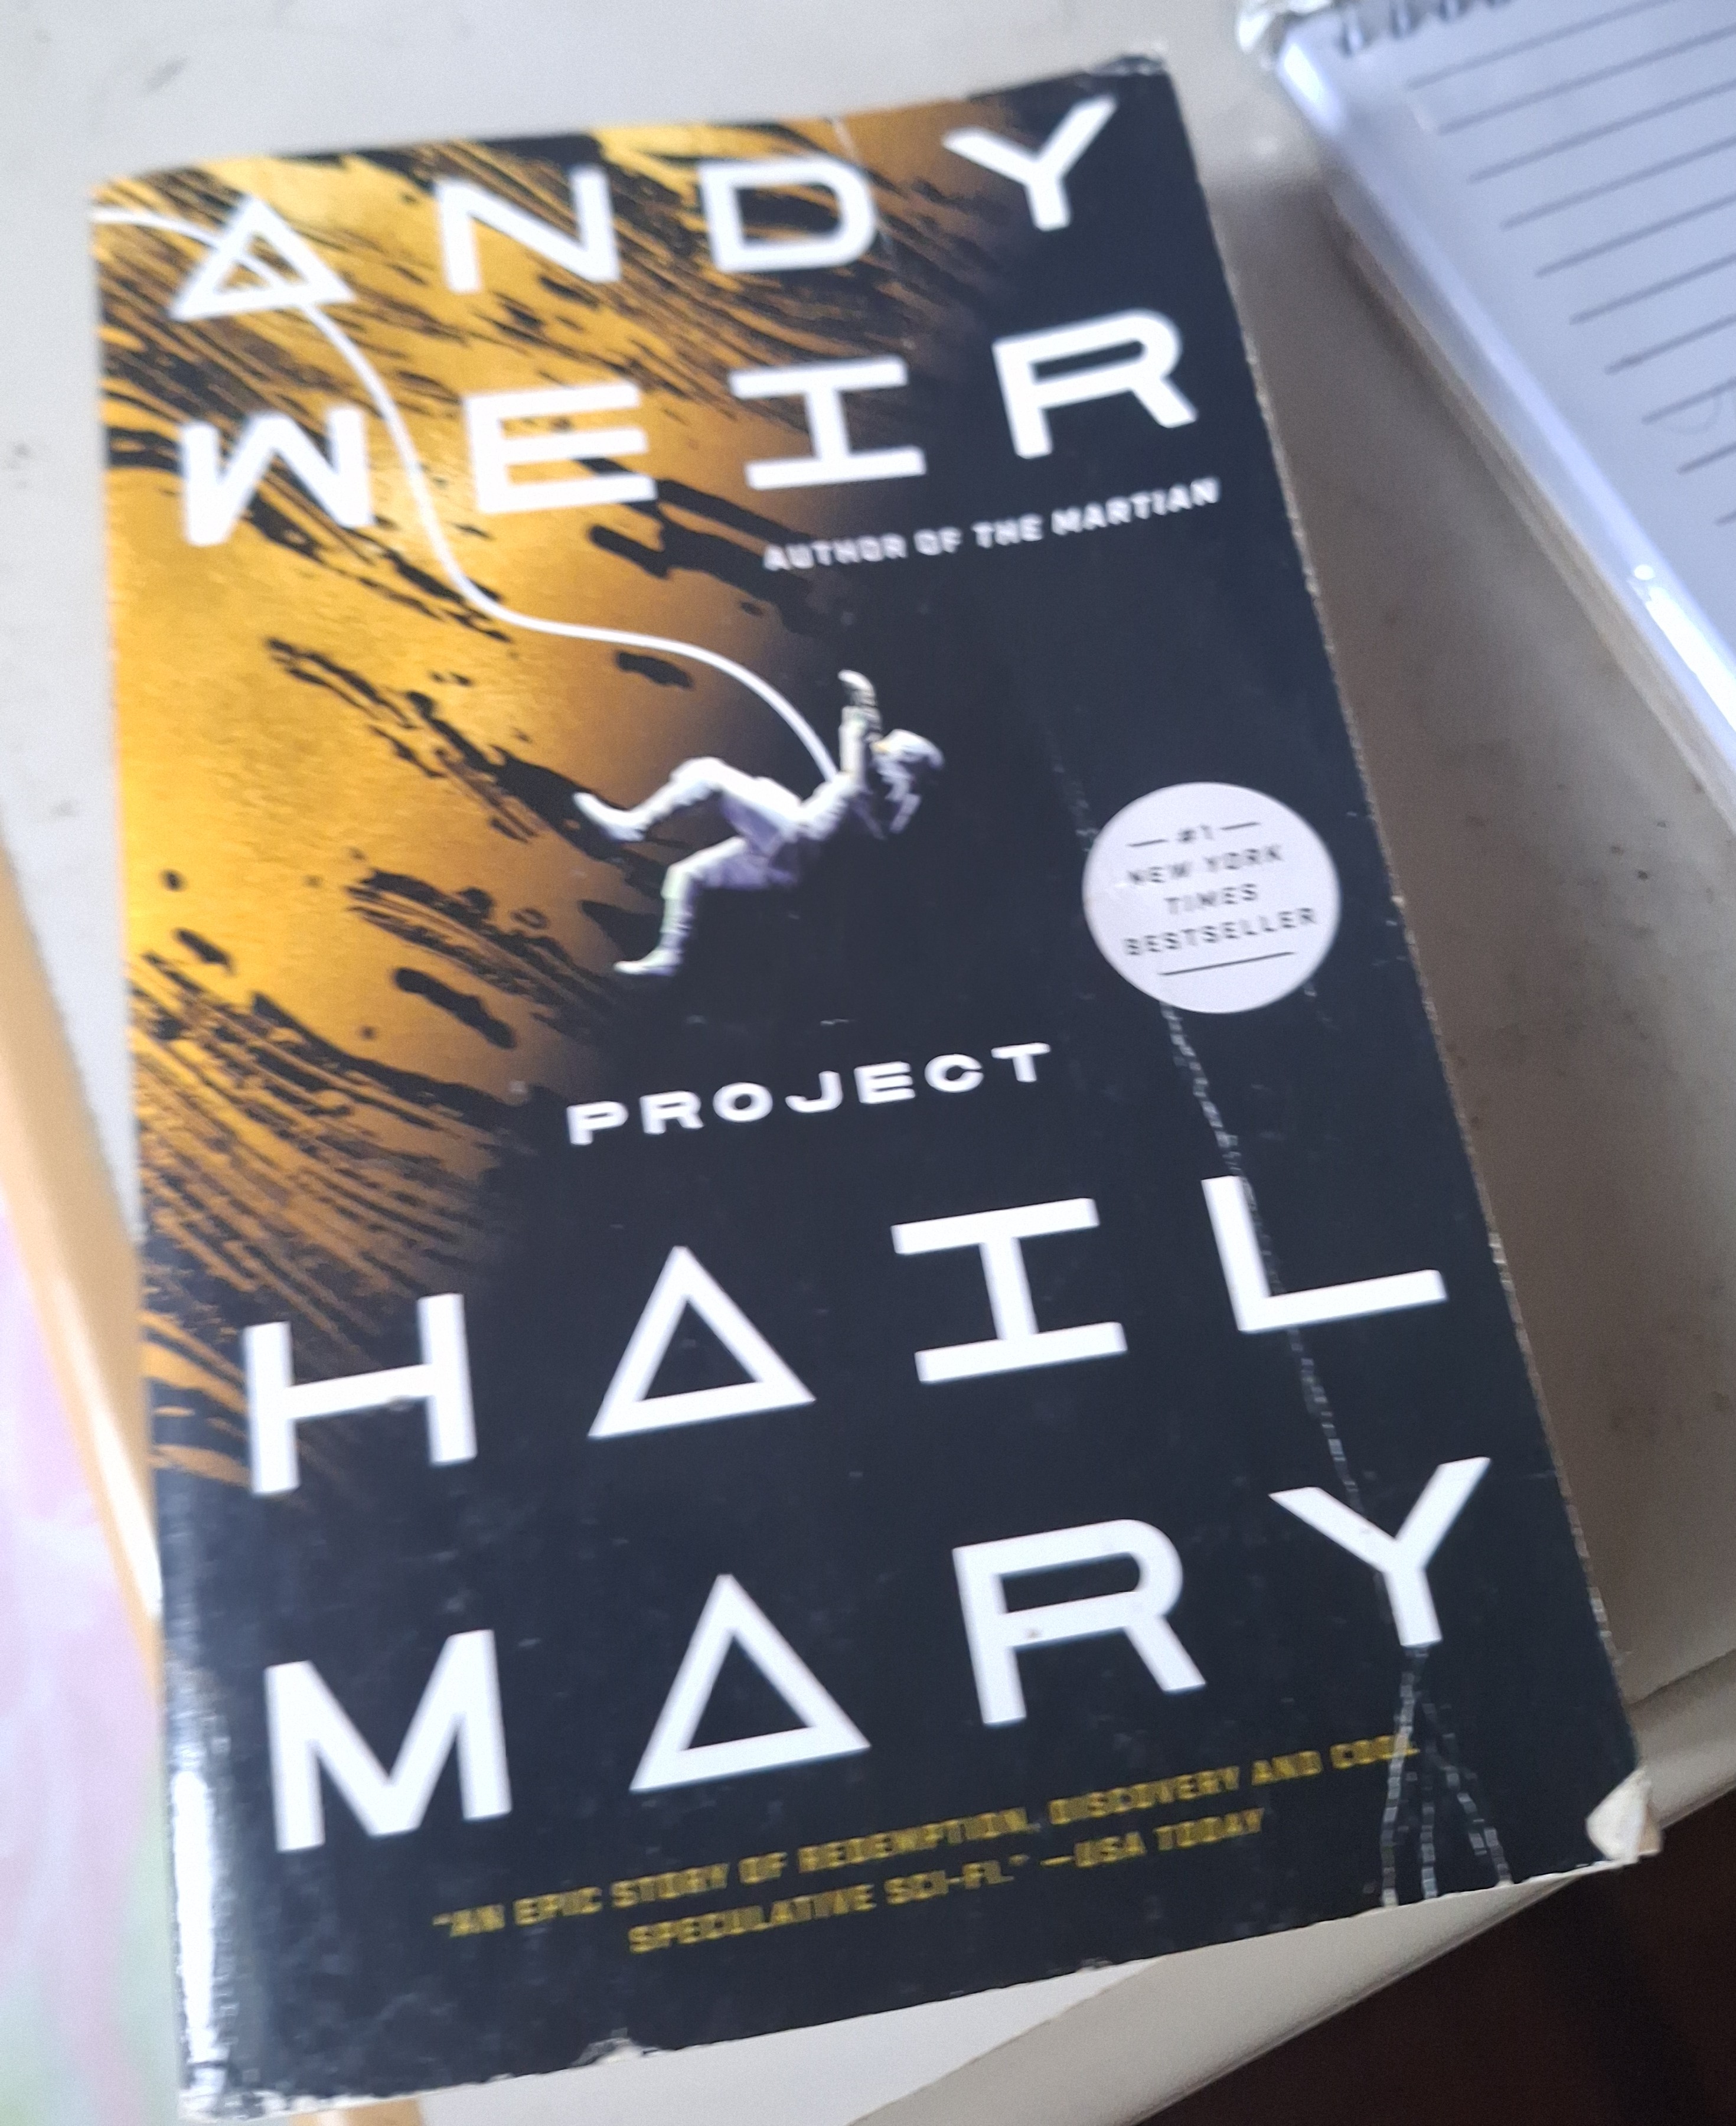 ANDY
WEIR
AUTHOR OF THE MARTIAN
#1
NEW YORK
TIMES
BESTSELLER
PROJECT
HAIL
MARY
"AN EPIC STORY OF REDEMPTION, DISCOVERY AND COOL
SPECULATIVE SCI-FI." —USA TODAY